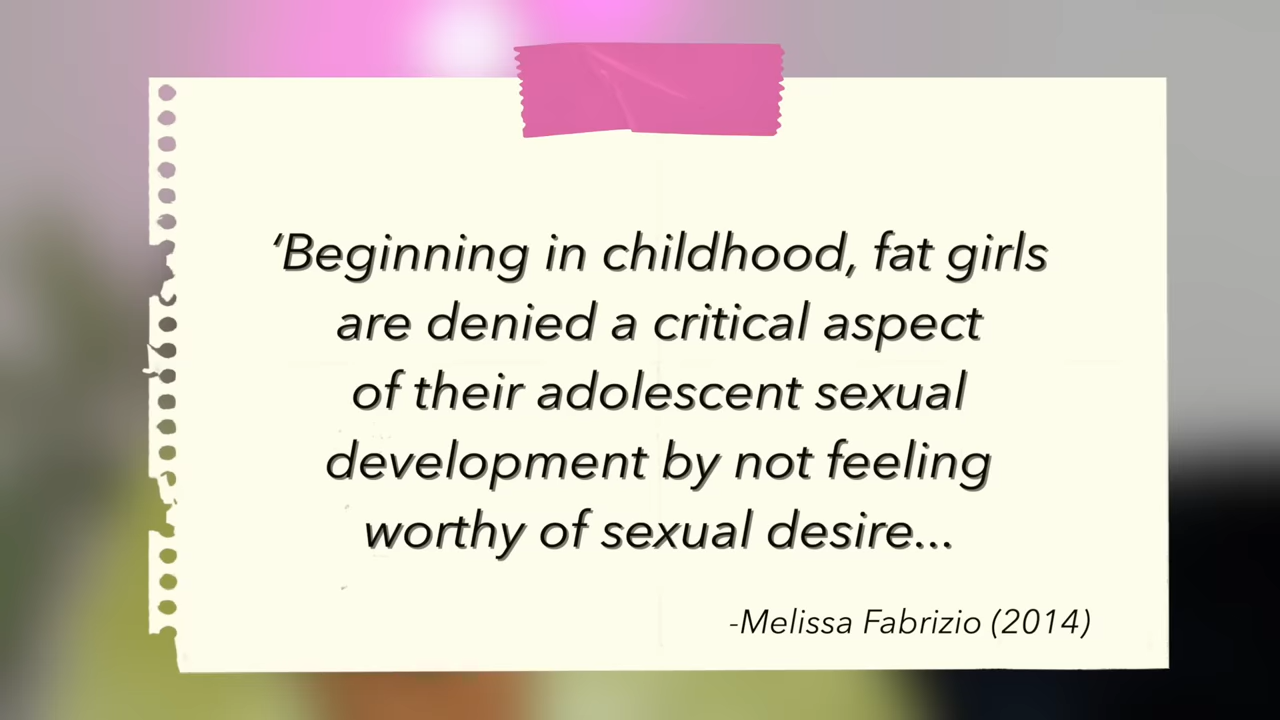 ‘Beginning in childhood, fat girls
are denied a critical aspect
of their adolescent sexual
development by not feeling
worthy of sexual desire...
-Melissa Fabrizio (2014)